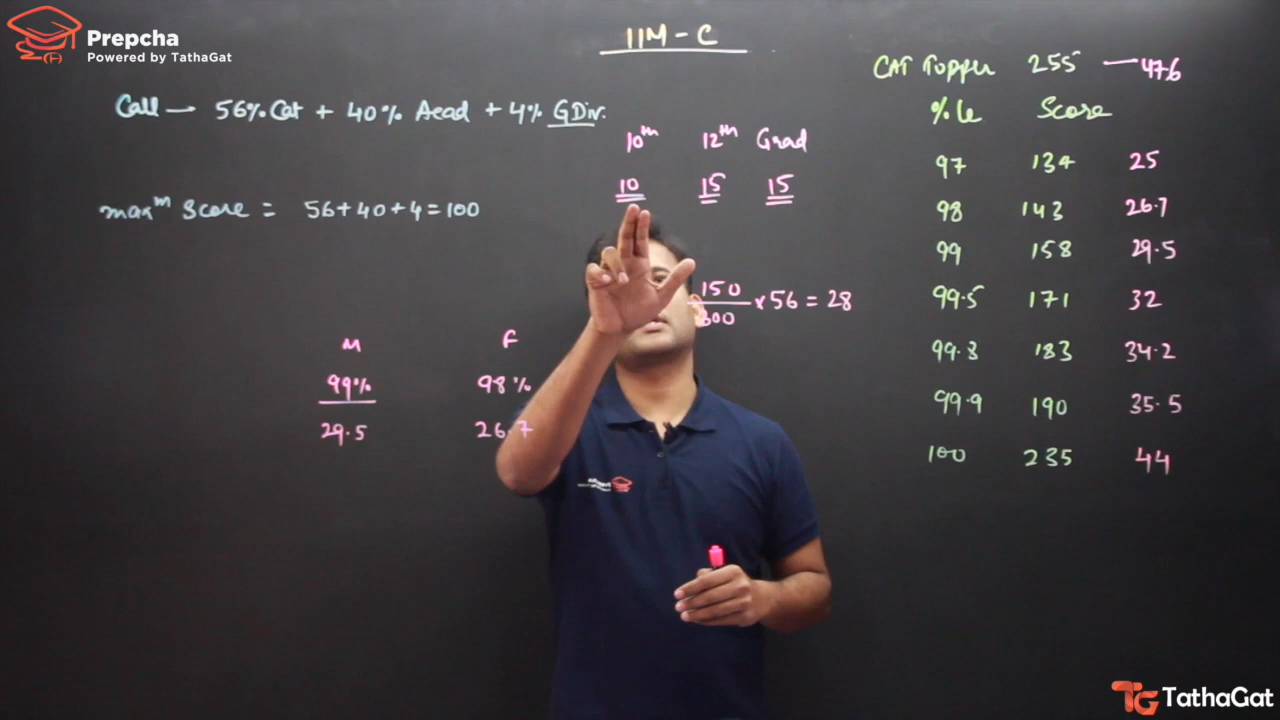 Prepcha
Powered by TathaGat
IIM - C
CAT Topper 255 — 47.6
Call → 56% Cat + 40% Acad + 4% GDiv.
%le Score
10th 12th Grad
10 15 15
97 134 25
98 143 26.7
99 158 29.5
99.5 171 32
99.8 183 34.2
99.9 190 35.5
100 235 44
maxm Score = 56+40+4=100
150
300 × 56 = 28
M F
99% 98%
29.5 26.7
TG TathaGat